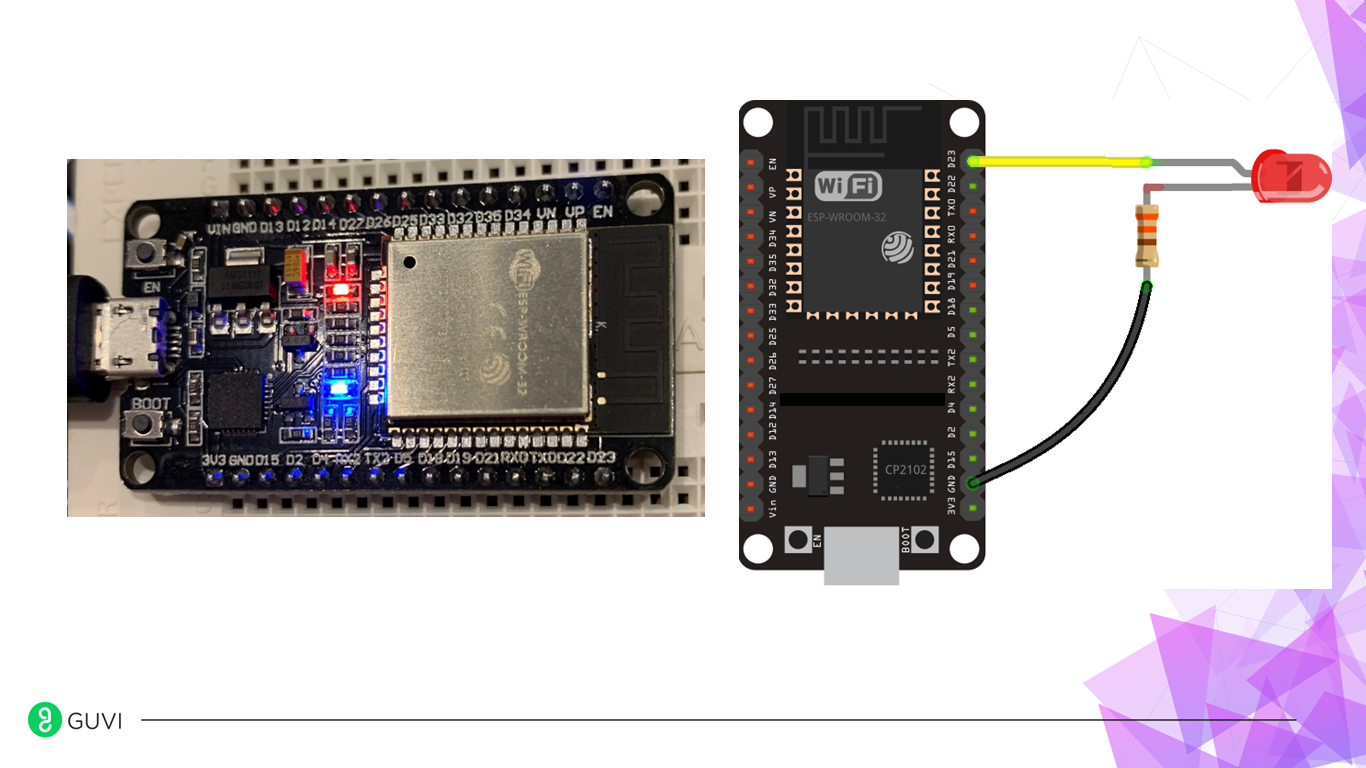 VIN GND D13 D12 D14 D27 D26 D25 D33 D32 D35 D34 VN VP EN
EN
WiFi ESP-WROOM-32
BOOT
3V3 GND D15 D2 D4 RX2 TX2 D5 D18 D19 D21 RX0 TX0 D22 D23
WiFi
ESP-WROOM-32
EN
VP
VN
D34
D35
D32
D33
D25
D26
D27
D14
D12
D13
GND
Vin
D23
D22
TX0
RX0
D21
D19
D18
D5
TX2
RX2
D4
D2
D15
GND
3V3
CP2102
EN
BOOT
GUVI